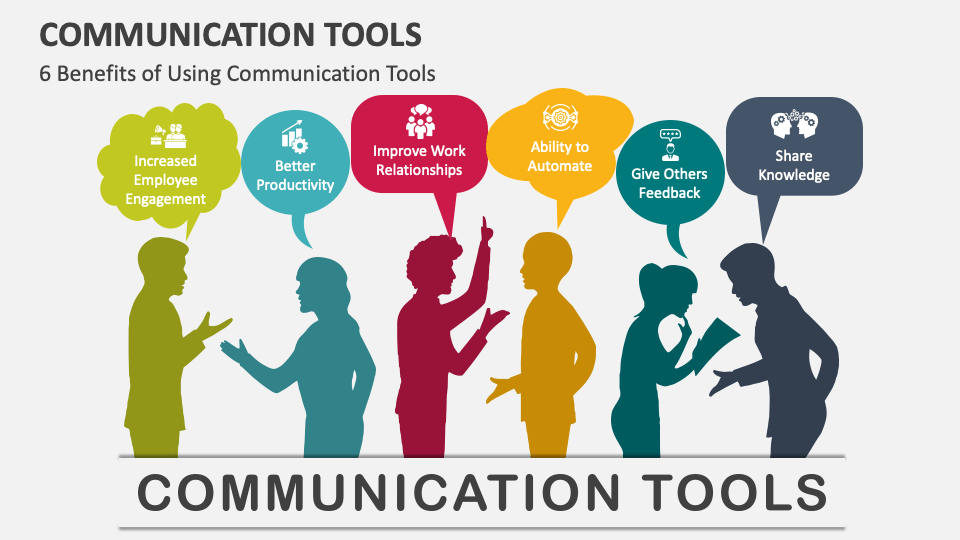 COMMUNICATION TOOLS
6 Benefits of Using Communication Tools
Increased
Employee
Engagement
Better
Productivity
Improve Work
Relationships
Ability to
Automate
Give Others
Feedback
Share
Knowledge
COMMUNICATION TOOLS